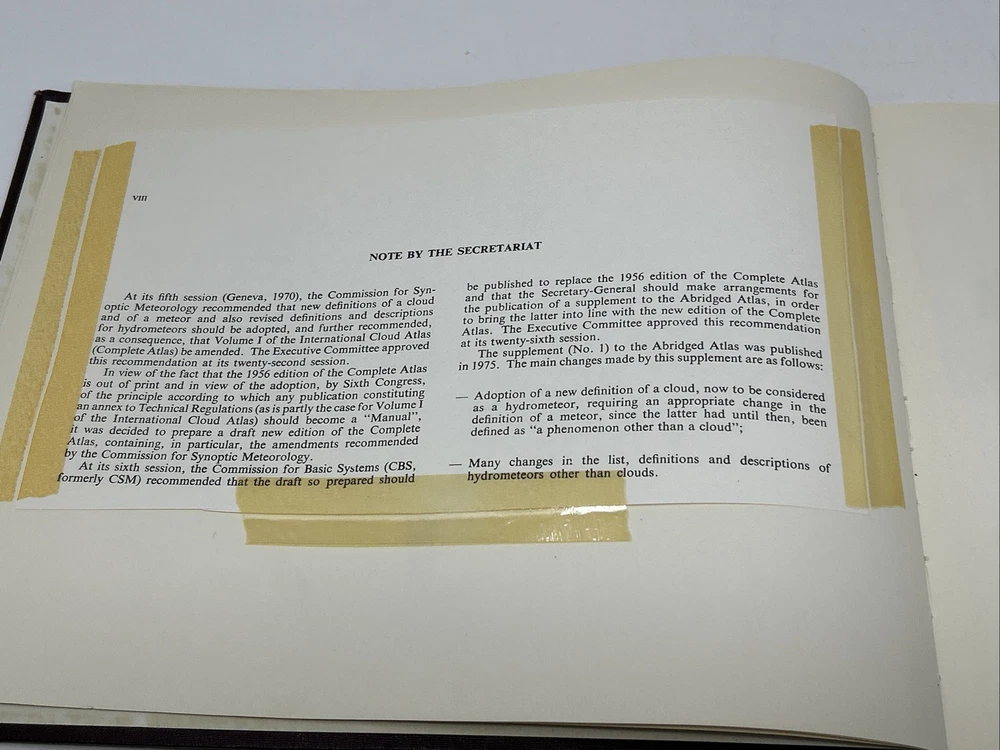 VIII
NOTE BY THE SECRETARIAT
At its fifth session (Geneva, 1970), the Commission for Syn-
optic Meteorology recommended that new definitions of a cloud
and of a meteor and also revised definitions and descriptions
for hydrometeors should be adopted, and further recommended,
as a consequence, that Volume I of the International Cloud Atlas
(Complete Atlas) be amended. The Executive Committee approved
this recommendation at its twenty-second session.
In view of the fact that the 1956 edition of the Complete Atlas
is out of print and in view of the adoption, by Sixth Congress,
of the principle according to which any publication constituting
an annex to Technical Regulations (as is partly the case for Volume I
of the International Cloud Atlas) should become a “Manual”,
it was decided to prepare a draft new edition of the Complete
Atlas, containing, in particular, the amendments recommended
by the Commission for Synoptic Meteorology.
At its sixth session, the Commission for Basic Systems (CBS,
formerly CSM) recommended that the draft so prepared should
be published to replace the 1956 edition of the Complete Atlas
and that the Secretary-General should make arrangements for
the publication of a supplement to the Abridged Atlas, in order
to bring the latter into line with the new edition of the Complete
Atlas. The Executive Committee approved this recommendation
at its twenty-sixth session.
The supplement (No. 1) to the Abridged Atlas was published
in 1975. The main changes made by this supplement are as follows:
— Adoption of a new definition of a cloud, now to be considered
as a hydrometeor, requiring an appropriate change in the
definition of a meteor, since the latter had until then, been
defined as “a phenomenon other than a cloud”;
— Many changes in the list, definitions and descriptions of
hydrometeors other than clouds.